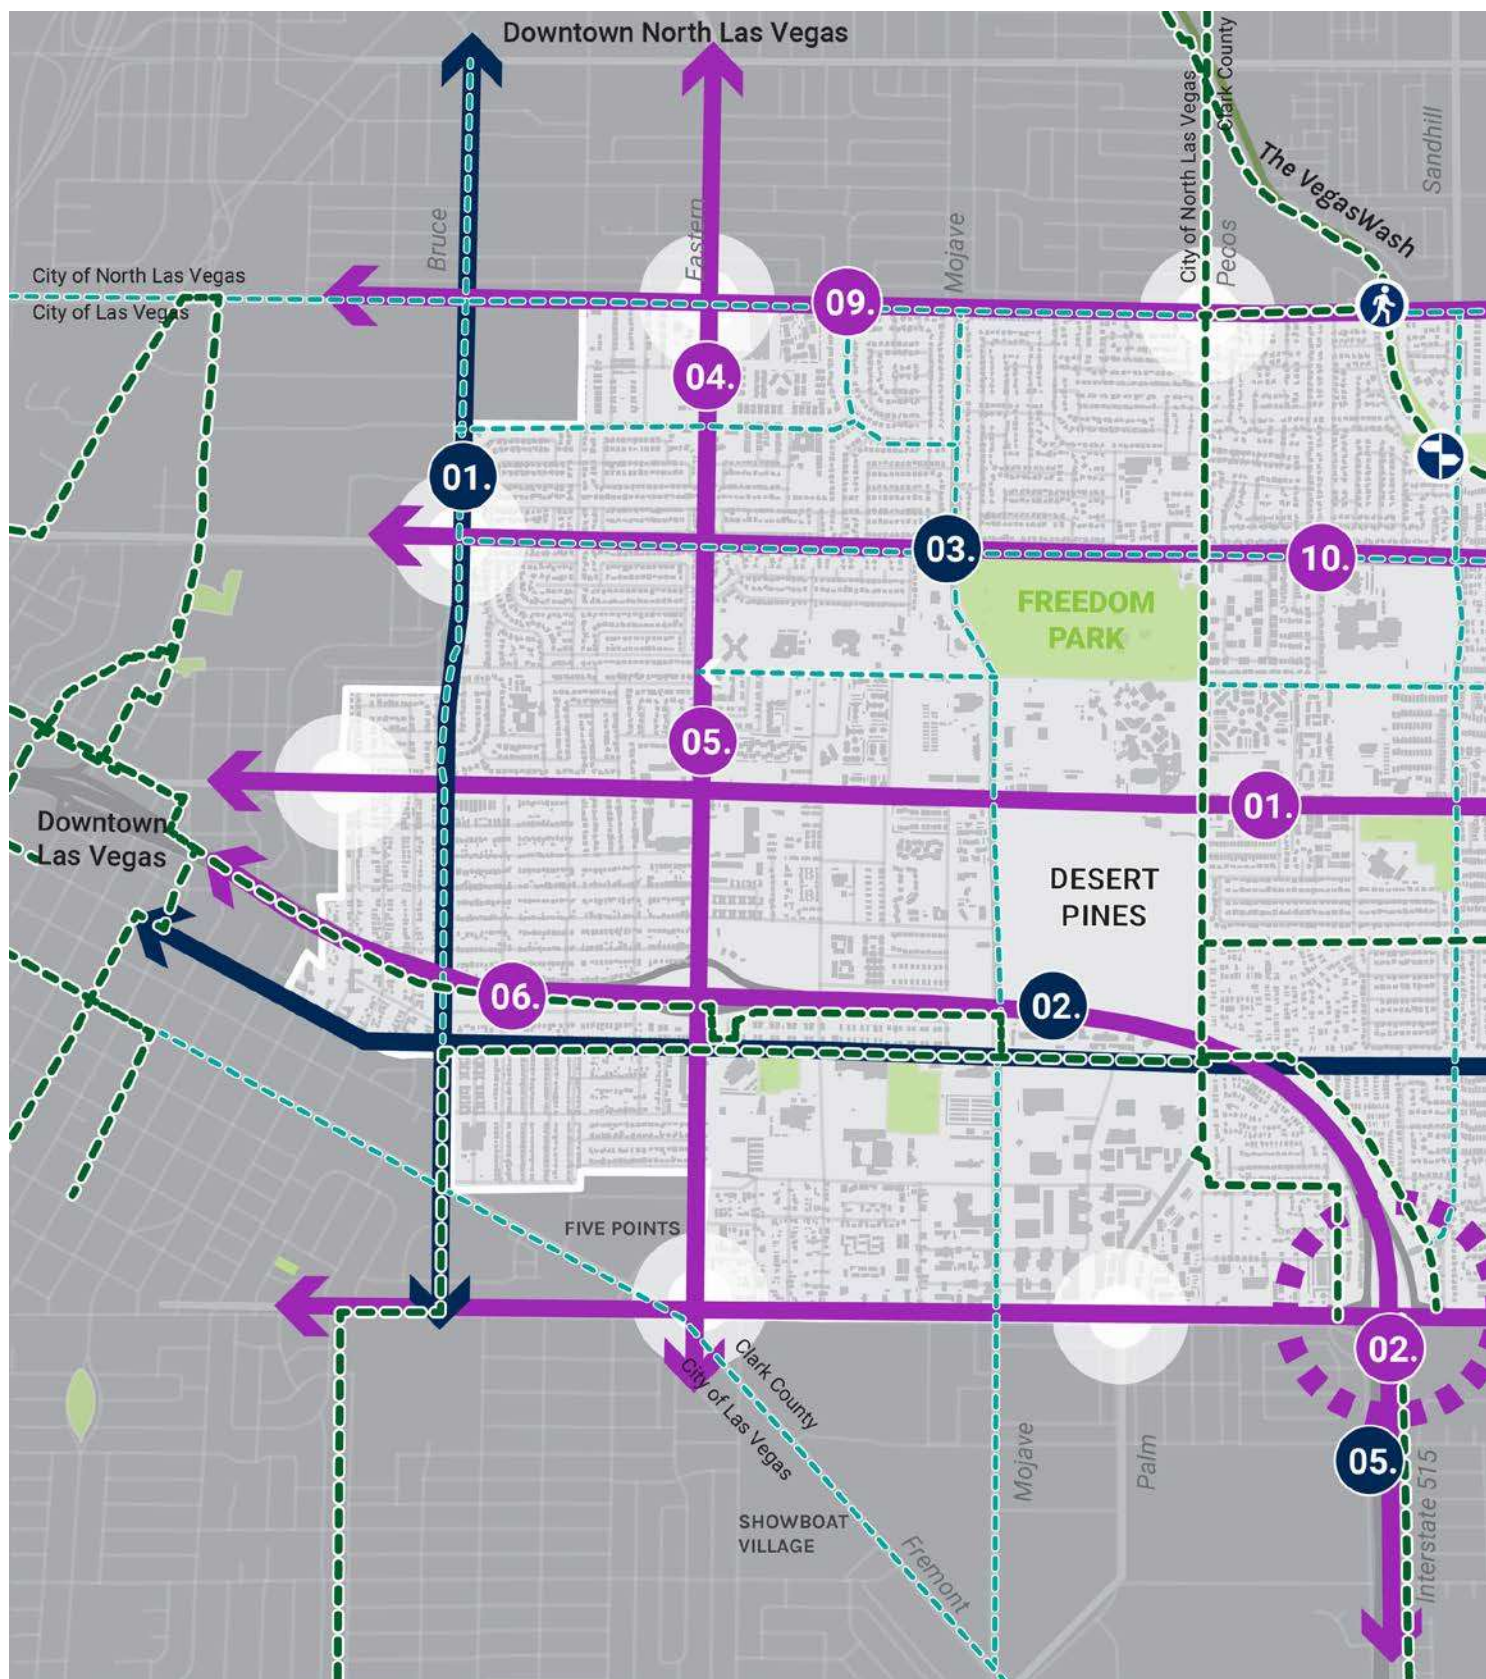 Downtown North Las Vegas
City of North Las Vegas
Clark County
Sandhill
The VegasWash
Bruce
Eastern
Mojave
Pecos
City of North Las Vegas
City of Las Vegas
09.
04.
01.
03.
10.
FREEDOM
PARK
05.
01.
Downtown
Las Vegas
DESERT
PINES
06.
02.
FIVE POINTS
02.
Clark County
City of Las Vegas
Mojave
Palm
05.
Interstate 515
SHOWBOAT
VILLAGE
Fremont